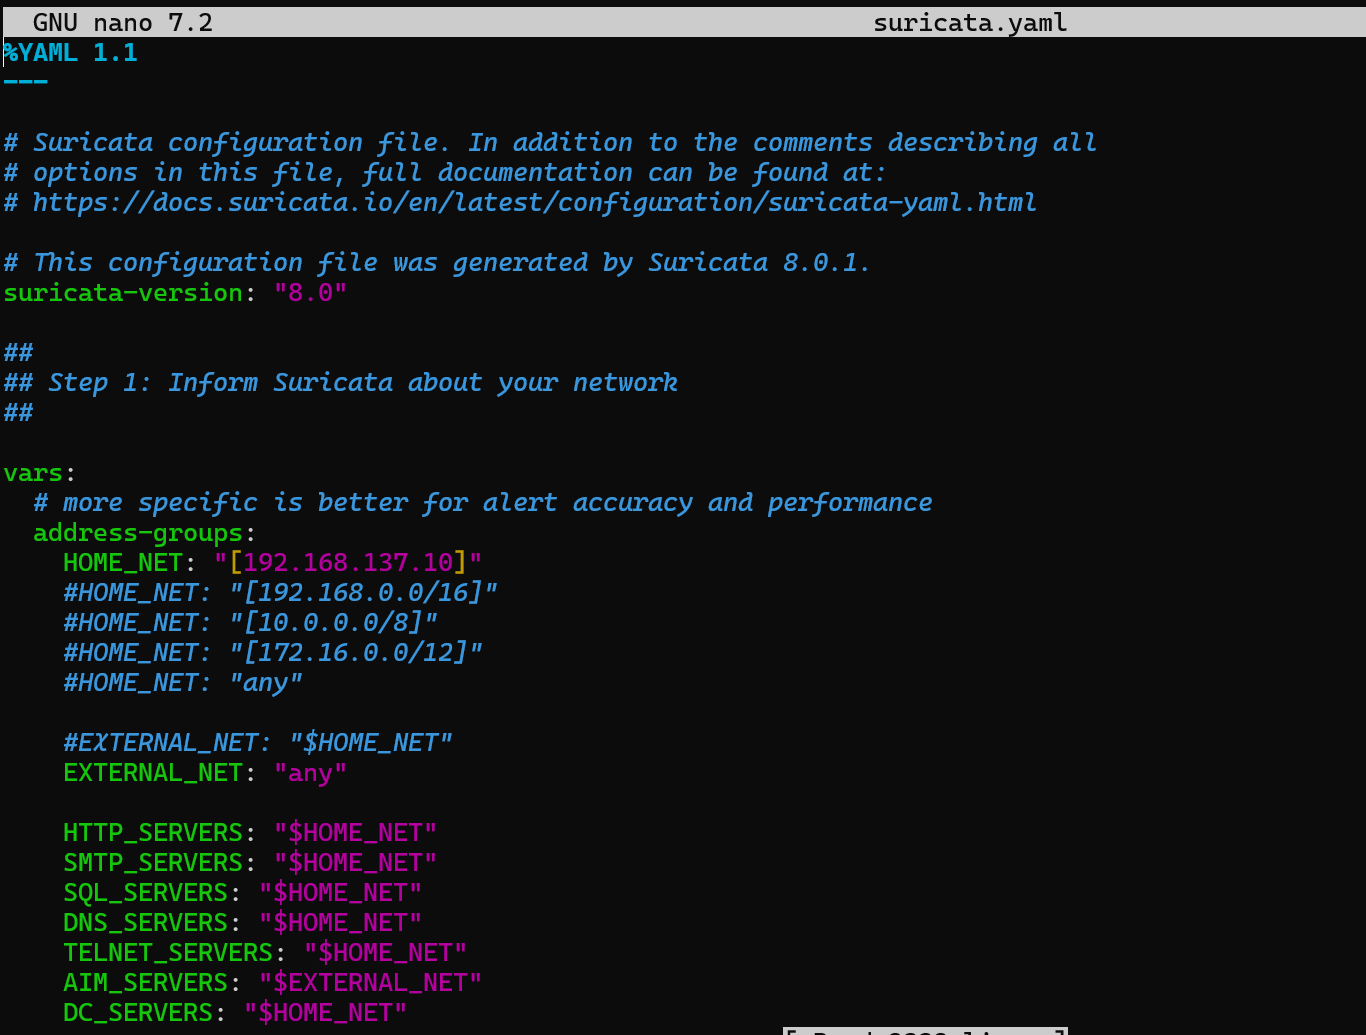 GNU nano 7.2 suricata.yaml
%YAML 1.1
---
# Suricata configuration file. In addition to the comments describing all
# options in this file, full documentation can be found at:
# https://docs.suricata.io/en/latest/configuration/suricata-yaml.html
# This configuration file was generated by Suricata 8.0.1.
suricata-version: "8.0"
##
## Step 1: Inform Suricata about your network
##
vars:
  # more specific is better for alert accuracy and performance
  address-groups:
    HOME_NET: "[192.168.137.10]"
    #HOME_NET: "[192.168.0.0/16]"
    #HOME_NET: "[10.0.0.0/8]"
    #HOME_NET: "[172.16.0.0/12]"
    #HOME_NET: "any"
    #EXTERNAL_NET: "$HOME_NET"
    EXTERNAL_NET: "any"
    HTTP_SERVERS: "$HOME_NET"
    SMTP_SERVERS: "$HOME_NET"
    SQL_SERVERS: "$HOME_NET"
    DNS_SERVERS: "$HOME_NET"
    TELNET_SERVERS: "$HOME_NET"
    AIM_SERVERS: "$EXTERNAL_NET"
    DC_SERVERS: "$HOME_NET"